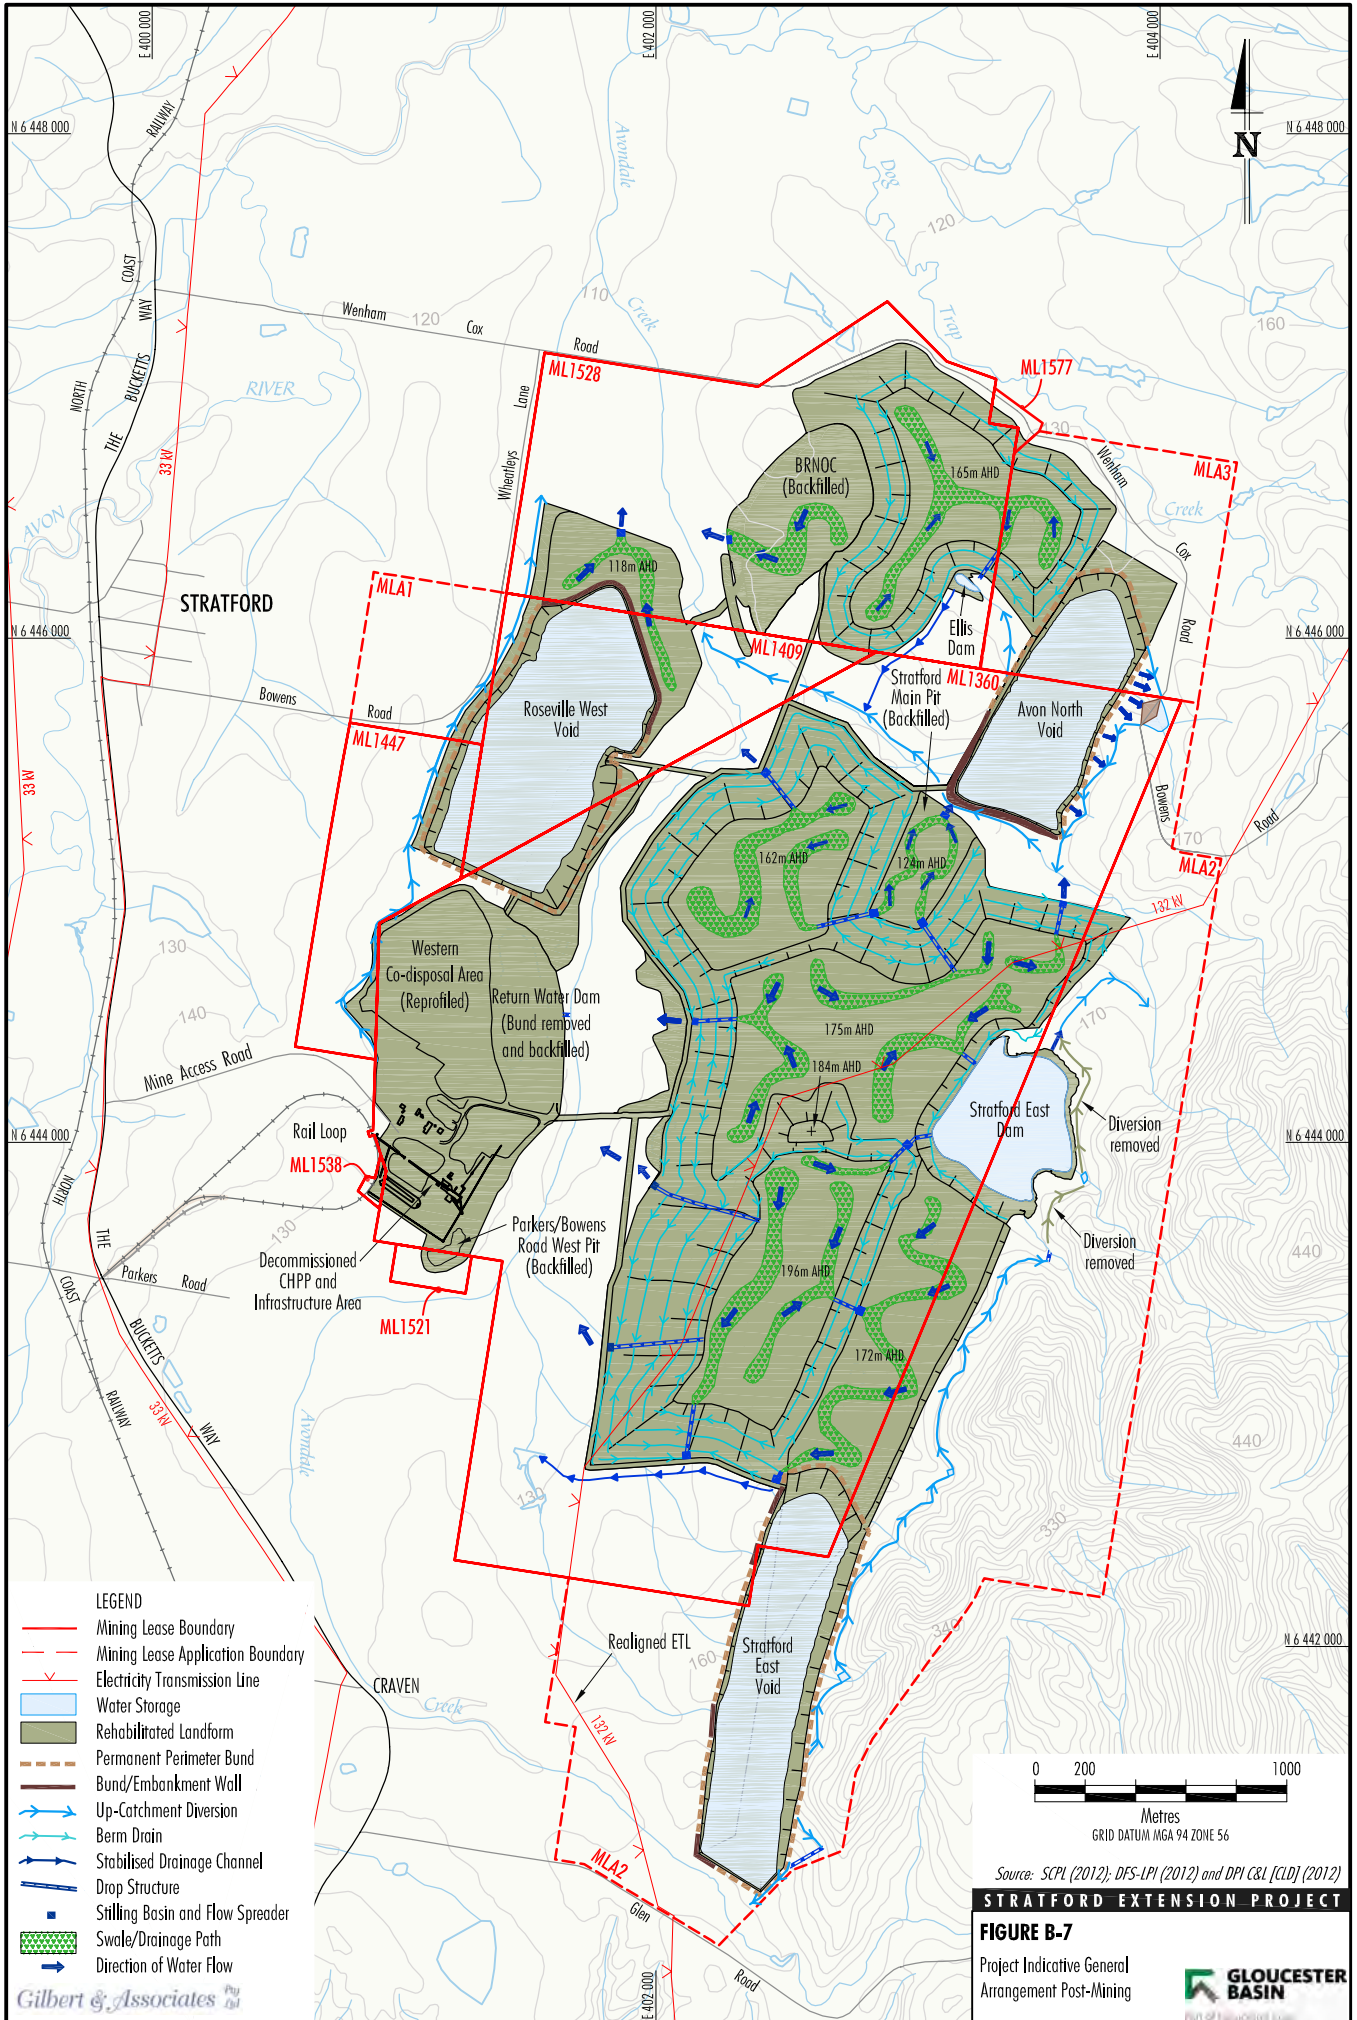 E 400 000
E 402 000
E 404 000
N 6 448 000
N 6 448 000
RAILWAY
COAST
NORTH
WAY
BUCKETTS
THE
33 kV
Avondale
Creek
Dog
Trap
Creek
N
120
110
120
160
Wenham
Cox
Road
RIVER
AVON
Wheatleys
Lane
ML1528
ML1577
130
MLA3
Wenham
Cox
Road
BRNOC
(Backfilled)
165m AHD
118m AHD
STRATFORD
MLA1
N 6 446 000
N 6 446 000
ML1409
ML1360
Ellis
Dam
Stratford
Main Pit
(Backfilled)
Avon North
Void
Roseville West
Void
Bowens
Road
ML1447
33 kV
Bowens
Road
170
MLA2
132 kV
162m AHD
124m AHD
Western
Co-disposal Area
(Reprofiled)
Return Water Dam
(Bund removed
and backfilled)
130
140
175m AHD
170
184m AHD
Mine Access Road
Stratford East
Dam
Diversion
removed
N 6 444 000
N 6 444 000
Rail Loop
ML1538
NORTH
THE
130
Parkers/Bowens
Road West Pit
(Backfilled)
Decommissioned
CHPP and
Infrastructure Area
Diversion
removed
440
196m AHD
Parkers
Road
COAST
ML1521
BUCKETTS
172m AHD
RAILWAY
33 kV
WAY
Avondale
440
130
330
340
N 6 442 000
Realigned ETL
160
Stratford
East
Void
CRAVEN
Creek
132 kV
MLA2
Glen
Road
E 402 000
LEGEND
Mining Lease Boundary
Mining Lease Application Boundary
Electricity Transmission Line
Water Storage
Rehabilitated Landform
Permanent Perimeter Bund
Bund/Embankment Wall
Up-Catchment Diversion
Berm Drain
Stabilised Drainage Channel
Drop Structure
Stilling Basin and Flow Spreader
Swale/Drainage Path
Direction of Water Flow
Gilbert & Associates Pty Ltd
0 200 1000
Metres
GRID DATUM MGA 94 ZONE 56
Source: SCPL (2012); DFS-LPI (2012) and DPI C&L [CLD] (2012)
STRATFORD EXTENSION PROJECT
FIGURE B-7
Project Indicative General
Arrangement Post-Mining
GLOUCESTER
BASIN